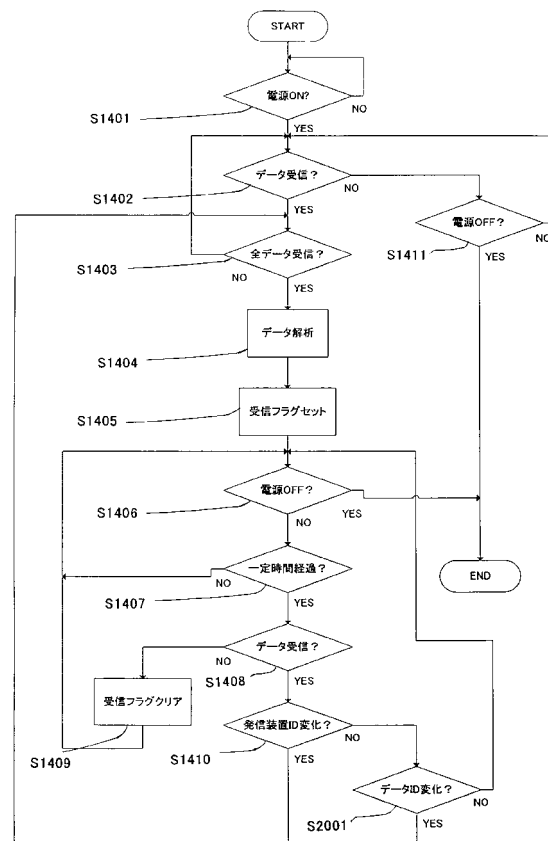 START
電源ON?
NO
S1401
YES
データ受信？
NO
S1402
YES
電源OFF？
NO
S1411
YES
全データ受信？
S1403
NO
YES
データ解析
S1404
受信フラグセット
S1405
電源OFF？
YES
S1406
NO
END
一定時間経過？
NO
S1407
YES
データ受信？
NO
S1408
YES
受信フラグクリア
S1409
発信装置ID変化？
NO
S1410
YES
データID変化？
NO
S2001
YES